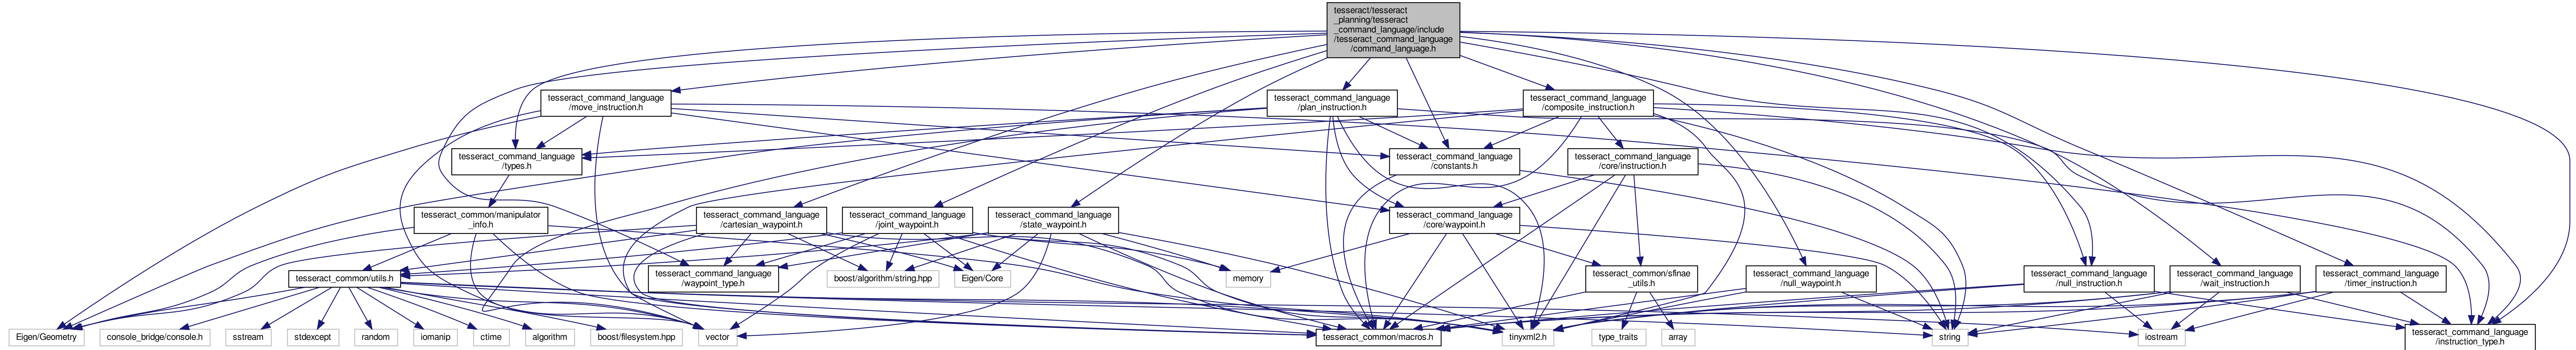 tesseract/tesseract
_planning/tesseract
_command_language/include
/tesseract_command_language
/command_language.h
tesseract_command_language
/move_instruction.h
tesseract_command_language
/plan_instruction.h
tesseract_command_language
/composite_instruction.h
tesseract_command_language
/types.h
tesseract_command_language
/constants.h
tesseract_command_language
/core/instruction.h
tesseract_common/manipulator
_info.h
tesseract_command_language
/cartesian_waypoint.h
tesseract_command_language
/joint_waypoint.h
tesseract_command_language
/state_waypoint.h
tesseract_command_language
/core/waypoint.h
tesseract_common/utils.h
tesseract_command_language
/waypoint_type.h
boost/algorithm/string.hpp
Eigen/Core
memory
tesseract_common/sfinae
_utils.h
tesseract_command_language
/null_waypoint.h
tesseract_command_language
/null_instruction.h
tesseract_command_language
/wait_instruction.h
tesseract_command_language
/timer_instruction.h
Eigen/Geometry
console_bridge/console.h
sstream
stdexcept
random
iomanip
ctime
algorithm
boost/filesystem.hpp
vector
tesseract_common/macros.h
tinyxml2.h
type_traits
array
string
iostream
tesseract_command_language
/instruction_type.h